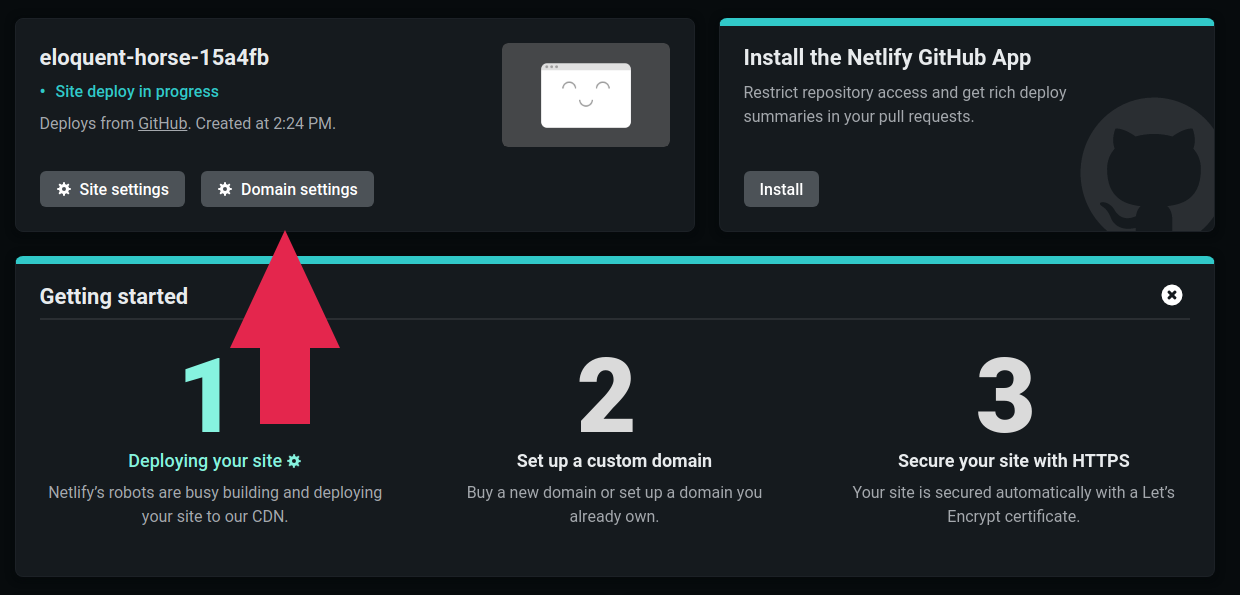 eloquent-horse-15a4fb
• Site deploy in progress
Deploys from GitHub. Created at 2:24 PM.
Site settings
Domain settings
Install the Netlify GitHub App
Restrict repository access and get rich deploy
summaries in your pull requests.
Install
Getting started
1
Deploying your site
Netlify’s robots are busy building and deploying
your site to our CDN.
2
Set up a custom domain
Buy a new domain or set up a domain you
already own.
3
Secure your site with HTTPS
Your site is secured automatically with a Let’s
Encrypt certificate.